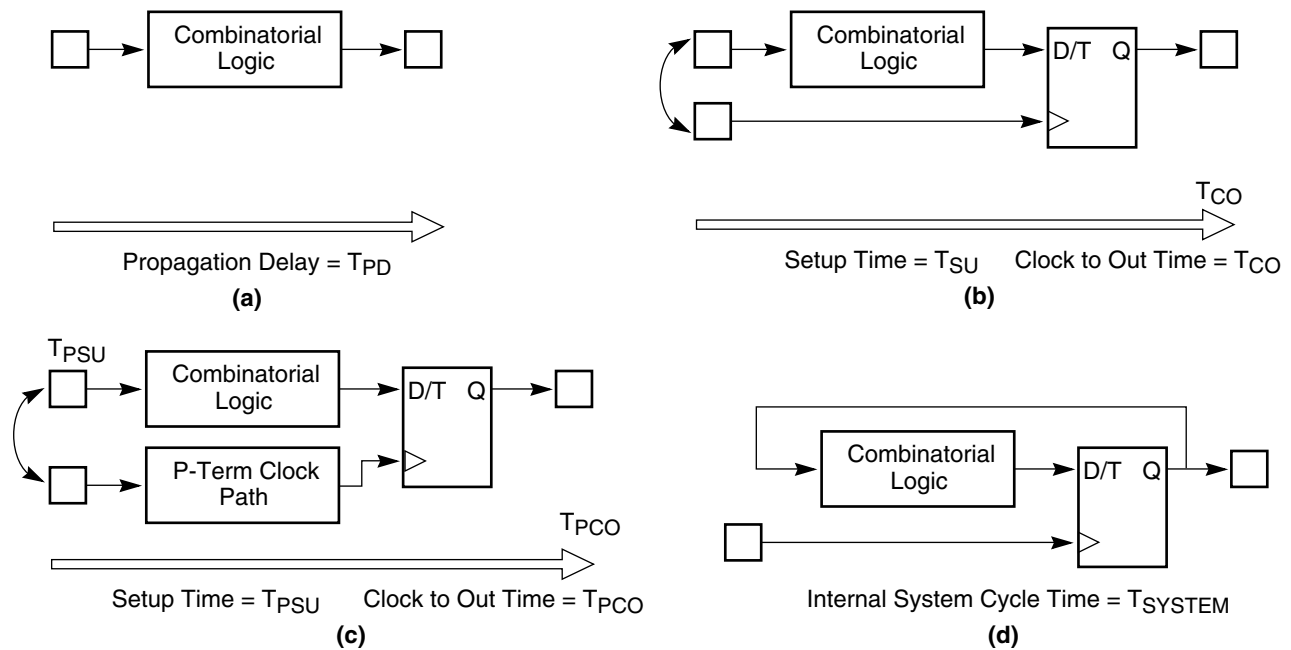 Combinatorial
Logic
Propagation Delay = TPD
(a)
Combinatorial
Logic
D/T Q
TCO
Setup Time = TSU Clock to Out Time = TCO
(b)
TPSU
Combinatorial
Logic
D/T Q
P-Term Clock
Path
TPCO
Setup Time = TPSU Clock to Out Time = TPCO
(c)
Combinatorial
Logic
D/T Q
Internal System Cycle Time = TSYSTEM
(d)